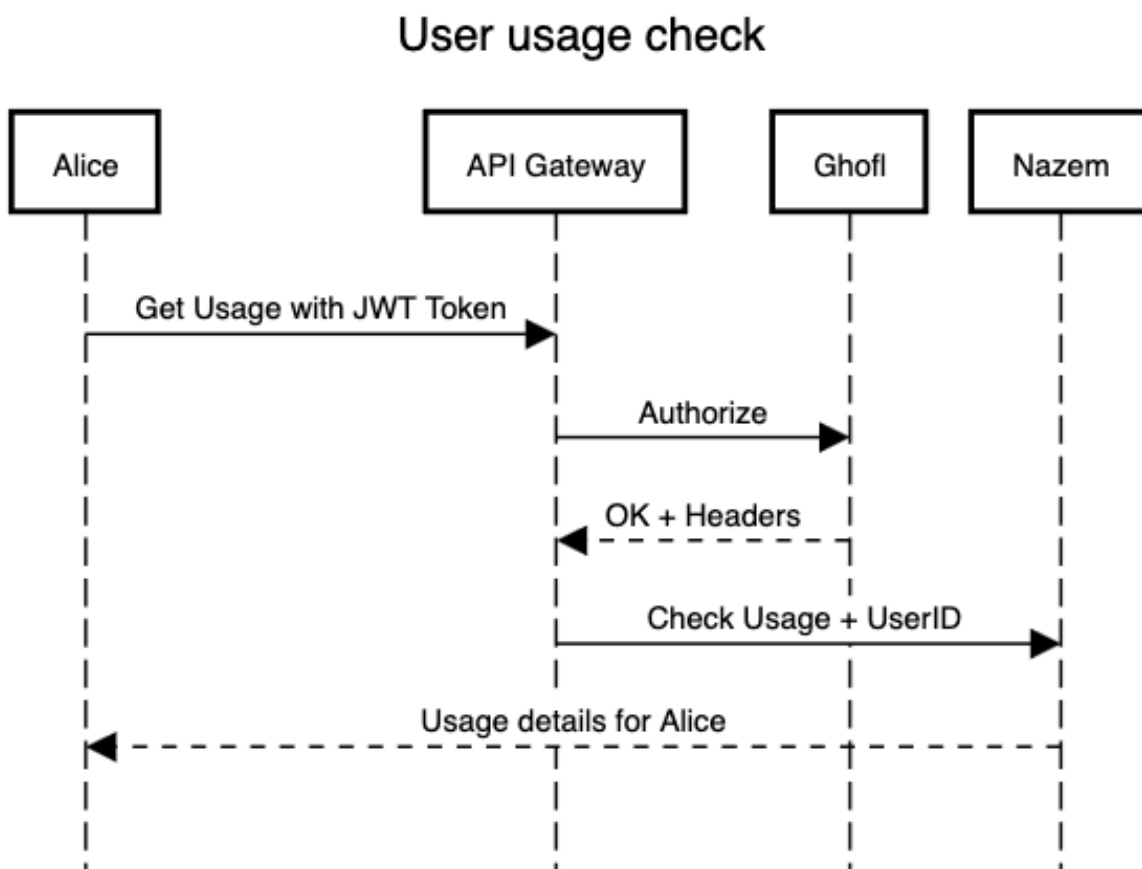 User usage check
Alice
API Gateway
Ghofl
Nazem
Get Usage with JWT Token
Authorize
OK + Headers
Check Usage + UserID
Usage details for Alice